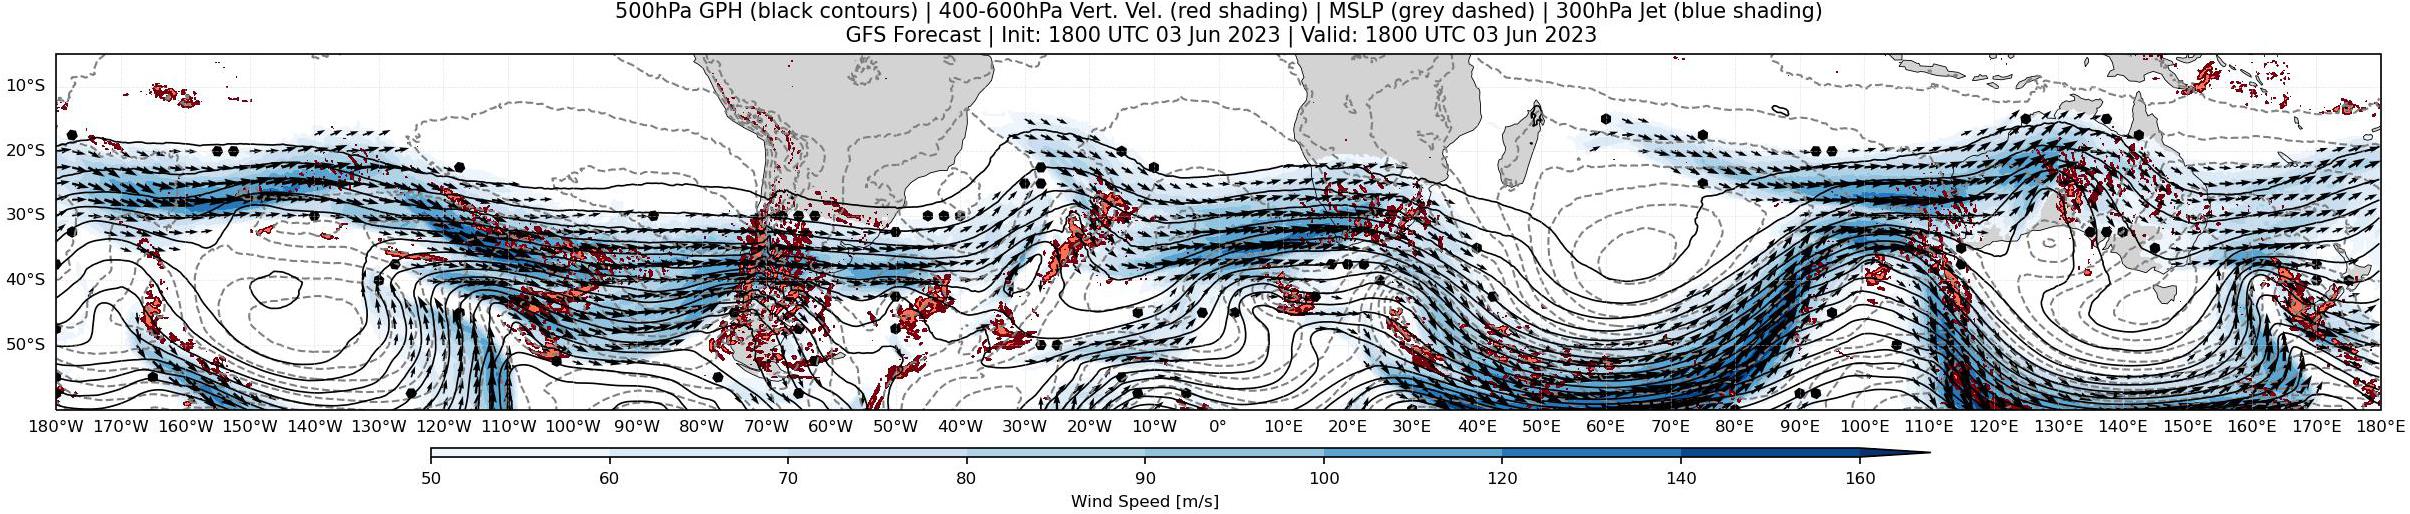 500hPa GPH (black contours) | 400-600hPa Vert. Vel. (red shading) | MSLP (grey dashed) | 300hPa Jet (blue shading)
GFS Forecast | Init: 1800 UTC 03 Jun 2023 | Valid: 1800 UTC 03 Jun 2023
10°S
20°S
30°S
40°S
50°S
180°W 170°W 160°W 150°W 140°W 130°W 120°W 110°W 100°W 90°W 80°W 70°W 60°W 50°W 40°W 30°W 20°W 10°W 0° 10°E 20°E 30°E 40°E 50°E 60°E 70°E 80°E 90°E 100°E 110°E 120°E 130°E 140°E 150°E 160°E 170°E 180°E
50 60 70 80 90 100 120 140 160
Wind Speed [m/s]